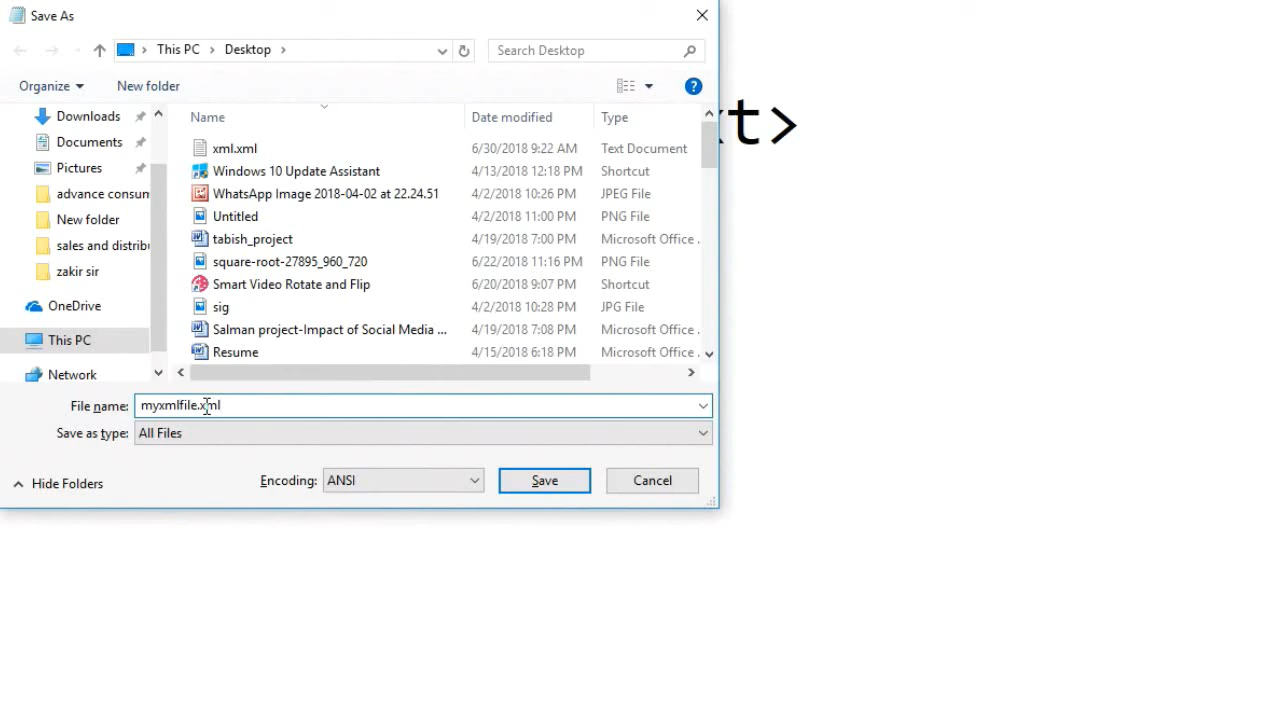 Save As
This PC > Desktop >
Search Desktop
Organize
New folder
Downloads
Documents
Pictures
advance consum
New folder
sales and distrib
zakir sir
OneDrive
This PC
Network
Name Date modified Type
xml.xml 6/30/2018 9:22 AM Text Document
Windows 10 Update Assistant 4/13/2018 12:18 PM Shortcut
WhatsApp Image 2018-04-02 at 22.24.51 4/2/2018 10:26 PM JPEG File
Untitled 4/2/2018 11:00 PM PNG File
tabish_project 4/19/2018 7:00 PM Microsoft Office .
square-root-27895_960_720 6/22/2018 11:16 PM PNG File
Smart Video Rotate and Flip 6/20/2018 9:07 PM Shortcut
sig 4/2/2018 10:28 PM JPG File
Salman project-Impact of Social Media ... 4/19/2018 7:08 PM Microsoft Office .
Resume 4/15/2018 6:18 PM Microsoft Office .
t>
File name: myxmlfile.xml
Save as type: All Files
Hide Folders
Encoding: ANSI
Save
Cancel